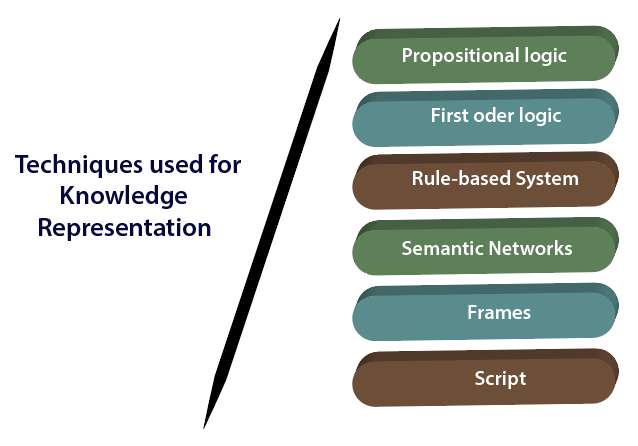 Techniques used for
Knowledge
Representation
Propositional logic
First oder logic
Rule-based System
Semantic Networks
Frames
Script